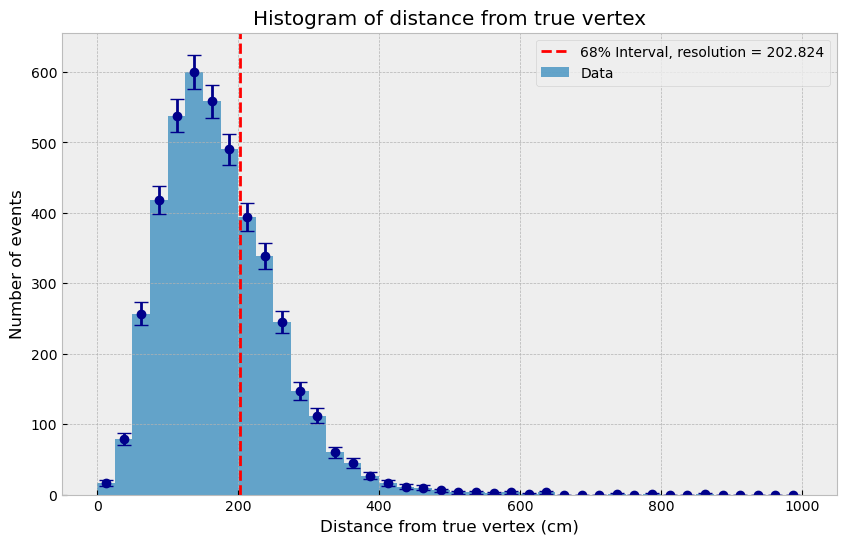 Histogram of distance from true vertex
68% Interval, resolution = 202.824
Data
Number of events
600
500
400
300
200
100
0
0 200 400 600 800 1000
Distance from true vertex (cm)